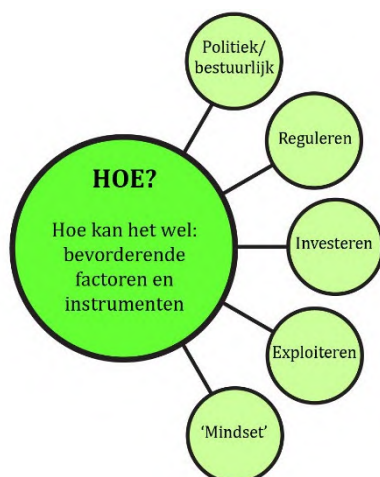 Politiek/
bestuurlijk
Reguleren
HOE?
Hoe kan het wel:
bevorderende
factoren en
instrumenten
Investeren
Exploiteren
‘Mindset’